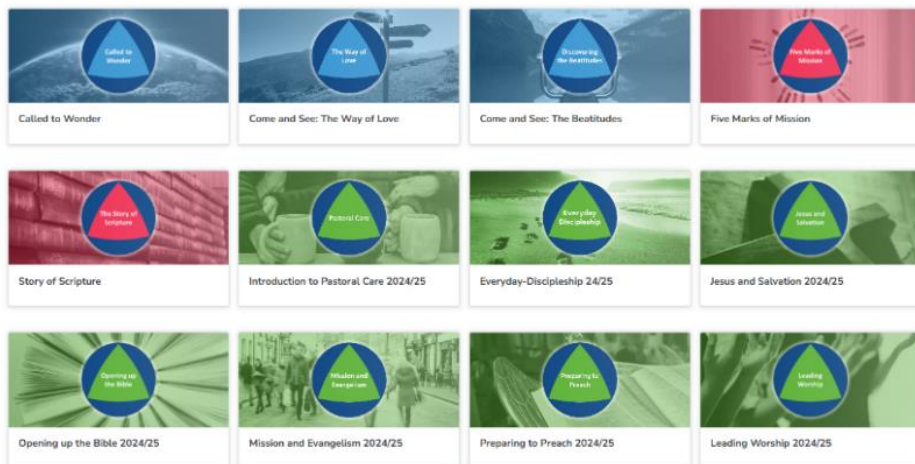 Called to
Wonder
The Way of
Love
Discovering
the Beatitudes
Five Marks of
Mission
Called to Wonder
Come and See: The Way of Love
Come and See: The Beatitudes
Five Marks of Mission
The Story of
Scripture
Pastoral Care
Everyday
Discipleship
Jesus and
Salvation
Story of Scripture
Introduction to Pastoral Care 2024/25
Everyday-Discipleship 24/25
Jesus and Salvation 2024/25
Opening up
the Bible
Mission and
Evangelism
Preparing to
Preach
Leading
Worship
Opening up the Bible 2024/25
Mission and Evangelism 2024/25
Preparing to Preach 2024/25
Leading Worship 2024/25